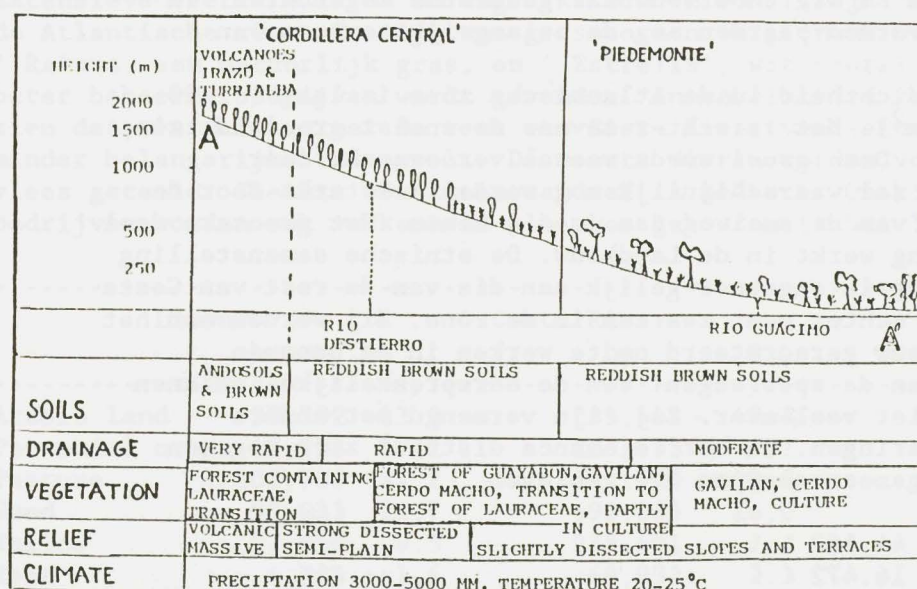 'CORDILLERA CENTRAL'
'PIEDEMONTE'
HEIGHT (m)
VOLCANOES
IRAZO &
TURRIALBA
2000
1500
1000
500
250
A
A'
RIO
DESTIERRO
RIO GUÁCIMO
SOILS
ANDOSOLS
& BROWN
SOILS
REDDISH BROWN SOILS
REDDISH BROWN SOILS
DRAINAGE
VERY RAPID
RAPID
MODERATE
VEGETATION
FOREST CONTAINING
LAURACEAE,
TRANSITION
FOREST OF GUAYABON, GAVILAN,
CERDO MACHO, TRANSITION TO
FOREST OF LAURACEAE, PARTLY
IN CULTURE
GAVILAN, CERDO
MACHO, CULTURE
RELIEF
VOLCANIC
MASSIVE
STRONG DISSECTED
SEMI-PLAIN
SLIGHTLY DISSECTED SLOPES AND TERRACES
CLIMATE
PRECIPTATION 3000-5000 MM, TEMPERATURE 20-25°C